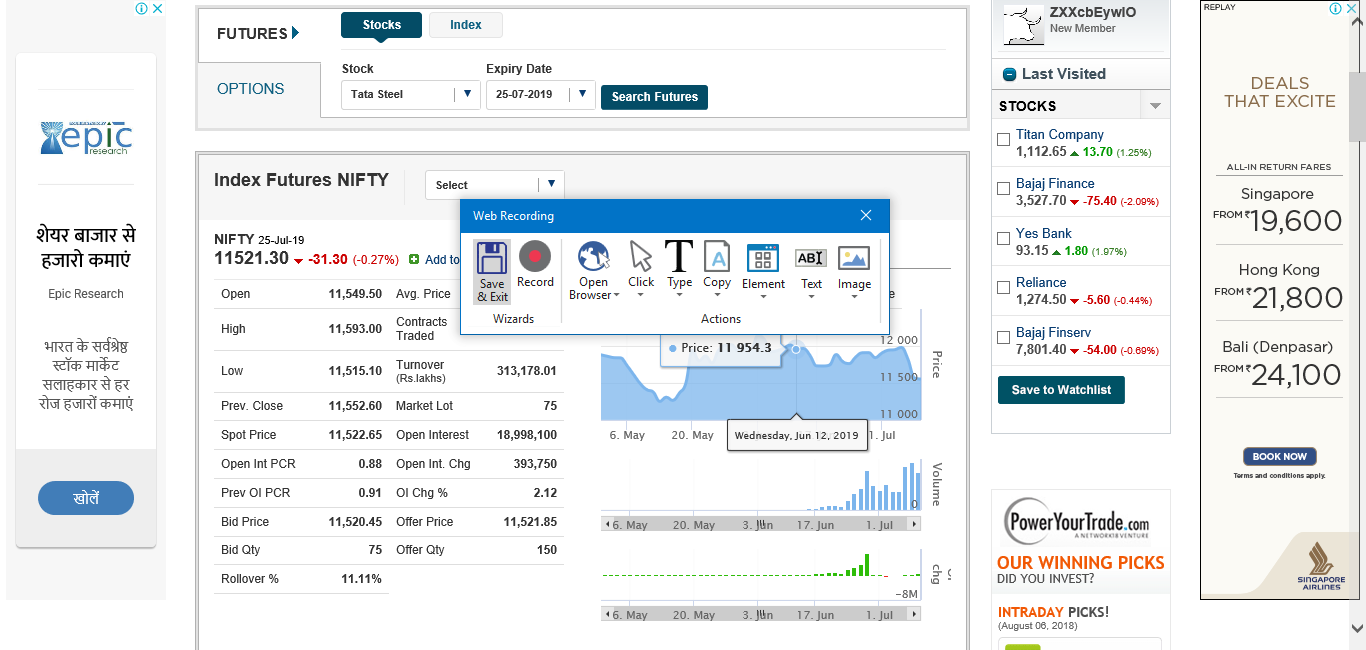 epic
research
शेयर बाजार से
हजारो कमाएं
Epic Research
भारत के सर्वश्रेष्ठ
स्टॉक मार्केट
सलाहकार से हर
रोज हजारों कमाएं
खोलें
FUTURES
Stocks
Index
OPTIONS
Stock
Expiry Date
Tata Steel
25-07-2019
Search Futures
Index Futures NIFTY
Select
NIFTY 25-Jul-19
11521.30 -31.30 (-0.27%) Add to
Open 11,549.50 Avg. Price
High 11,593.00 Contracts Traded
Low 11,515.10 Turnover (Rs.lakhs) 313,178.01
Prev. Close 11,552.60 Market Lot 75
Spot Price 11,522.65 Open Interest 18,998,100
Open Int PCR 0.88 Open Int. Chg 393,750
Prev OI PCR 0.91 OI Chg % 2.12
Bid Price 11,520.45 Offer Price 11,521.85
Bid Qty 75 Offer Qty 150
Rollover % 11.11%
Web Recording
Save & Exit
Record
Open Browser
Click
Type
Copy
Element
Text
Image
Wizards
Actions
Price: 11 954.3
12 000
11 500
11 000
Price
6. May 20. May 1. Jul
Wednesday, Jun 12, 2019
Volume
0
6. May 20. May 3. Jun 17. Jun 1. Jul
chg
-8M
6. May 20. May 3. Jun 17. Jun 1. Jul
ZXXcbEywIO
New Member
Last Visited
STOCKS
Titan Company
1,112.65 13.70 (1.25%)
Bajaj Finance
3,527.70 -75.40 (-2.09%)
Yes Bank
93.15 1.80 (1.97%)
Reliance
1,274.50 -5.60 (-0.44%)
Bajaj Finserv
7,801.40 -54.00 (-0.69%)
Save to Watchlist
PowerYourTrade.com
A NETWORK18 VENTURE
OUR WINNING PICKS
DID YOU INVEST?
INTRADAY PICKS!
(August 06, 2018)
REPLAY
DEALS
THAT EXCITE
ALL-IN RETURN FARES
Singapore
FROM ₹19,600
Hong Kong
FROM ₹21,800
Bali (Denpasar)
FROM ₹24,100
BOOK NOW
Terms and conditions apply.
SINGAPORE
AIRLINES